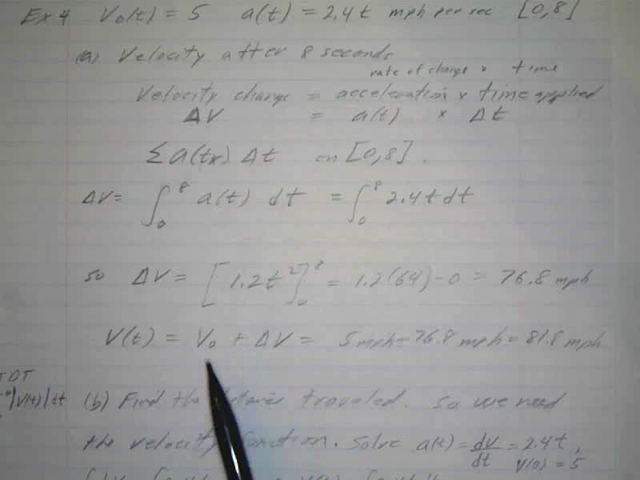 Ex 4 V₀(t) = 5 a(t) = 2.4t mph per sec [0,8]
(a) Velocity after 8 seconds
rate of change × time
Velocity change = acceleration × time applied
ΔV = a(t) × Δt
Σ a(tₖ) Δt on [0,8].
ΔV = ∫₀⁸ a(t) dt = ∫₀⁸ 2.4t dt
so ΔV = [1.2t²]₀⁸ = 1.2(64) - 0 = 76.8 mph
V(t) = V₀ + ΔV = 5 mph + 76.8 mph = 81.8 mph
TDT
|V(t)| dt
(b) Find the distance traveled. So we need
the velocity function. Solve a(t) = dV/dt = 2.4t,
V(0) = 5